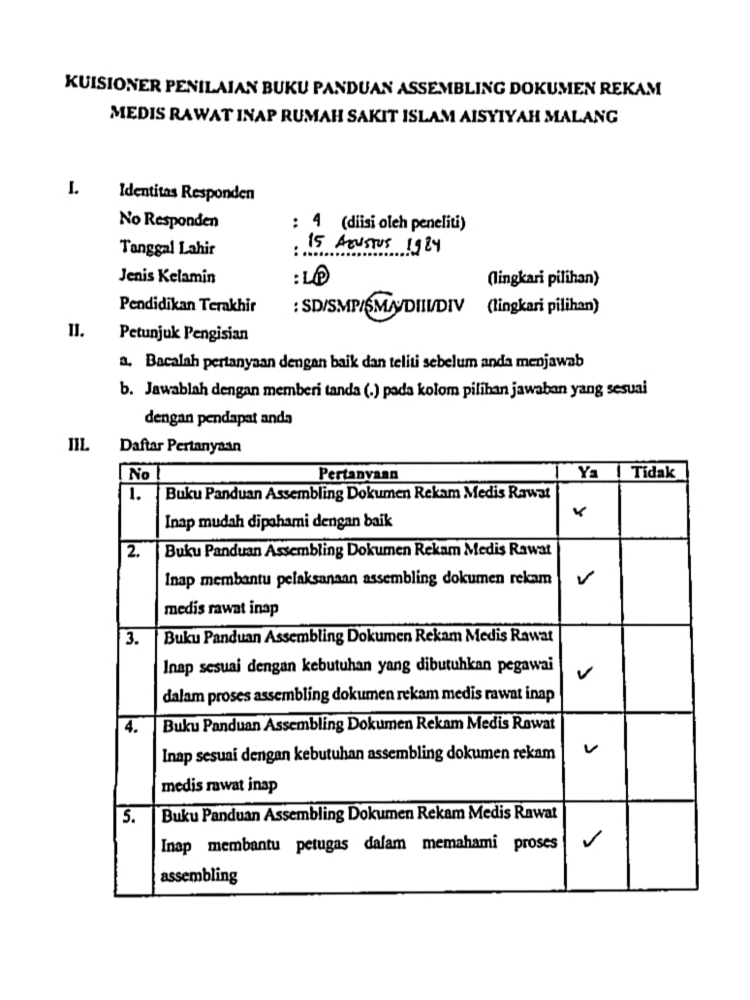 KUISIONER PENILAIAN BUKU PANDUAN ASSEMBLING DOKUMEN REKAM
MEDIS RAWAT INAP RUMAH SAKIT ISLAM AISYIYAH MALANG
I. Identitas Responden
No Responden : 4 (diisi oleh peneliti)
Tanggal Lahir : 15 AGUSTUS 1984
Jenis Kelamin : L/P (lingkari pilihan)
Pendidikan Terakhir : SD/SMP/SMA/DIII/DIV (lingkari pilihan)
II. Petunjuk Pengisian
a. Bacalah pertanyaan dengan baik dan teliti sebelum anda menjawab
b. Jawablah dengan memberi tanda (.) pada kolom pilihan jawaban yang sesuai
dengan pendapat anda
III. Daftar Pertanyaan
No Pertanyaan Ya Tidak
1. Buku Panduan Assembling Dokumen Rekam Medis Rawat
Inap mudah dipahami dengan baik ✓
2. Buku Panduan Assembling Dokumen Rekam Medis Rawat
Inap membantu pelaksanaan assembling dokumen rekam ✓
medis rawat inap
3. Buku Panduan Assembling Dokumen Rekam Medis Rawat
Inap sesuai dengan kebutuhan yang dibutuhkan pegawai ✓
dalam proses assembling dokumen rekam medis rawat inap
4. Buku Panduan Assembling Dokumen Rekam Medis Rawat
Inap sesuai dengan kebutuhan assembling dokumen rekam ✓
medis rawat inap
5. Buku Panduan Assembling Dokumen Rekam Medis Rawat
Inap membantu petugas dalam memahami proses ✓
assembling